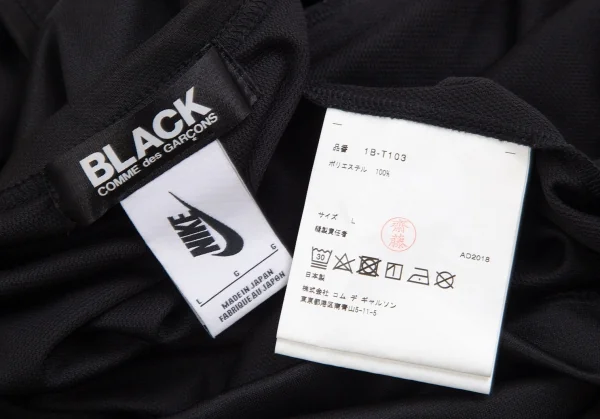 BLACK
COMME des GARÇONS
NIKE
L G G
MADE IN JAPAN
FABRIQUE AU JAPON
品番 1B-T103
ポリエステル 100%
サイズ L
縫製責任者
齋藤
AD2018
30
日本製
株式会社 コム デ ギャルソン
東京都港区南青山5-11-5